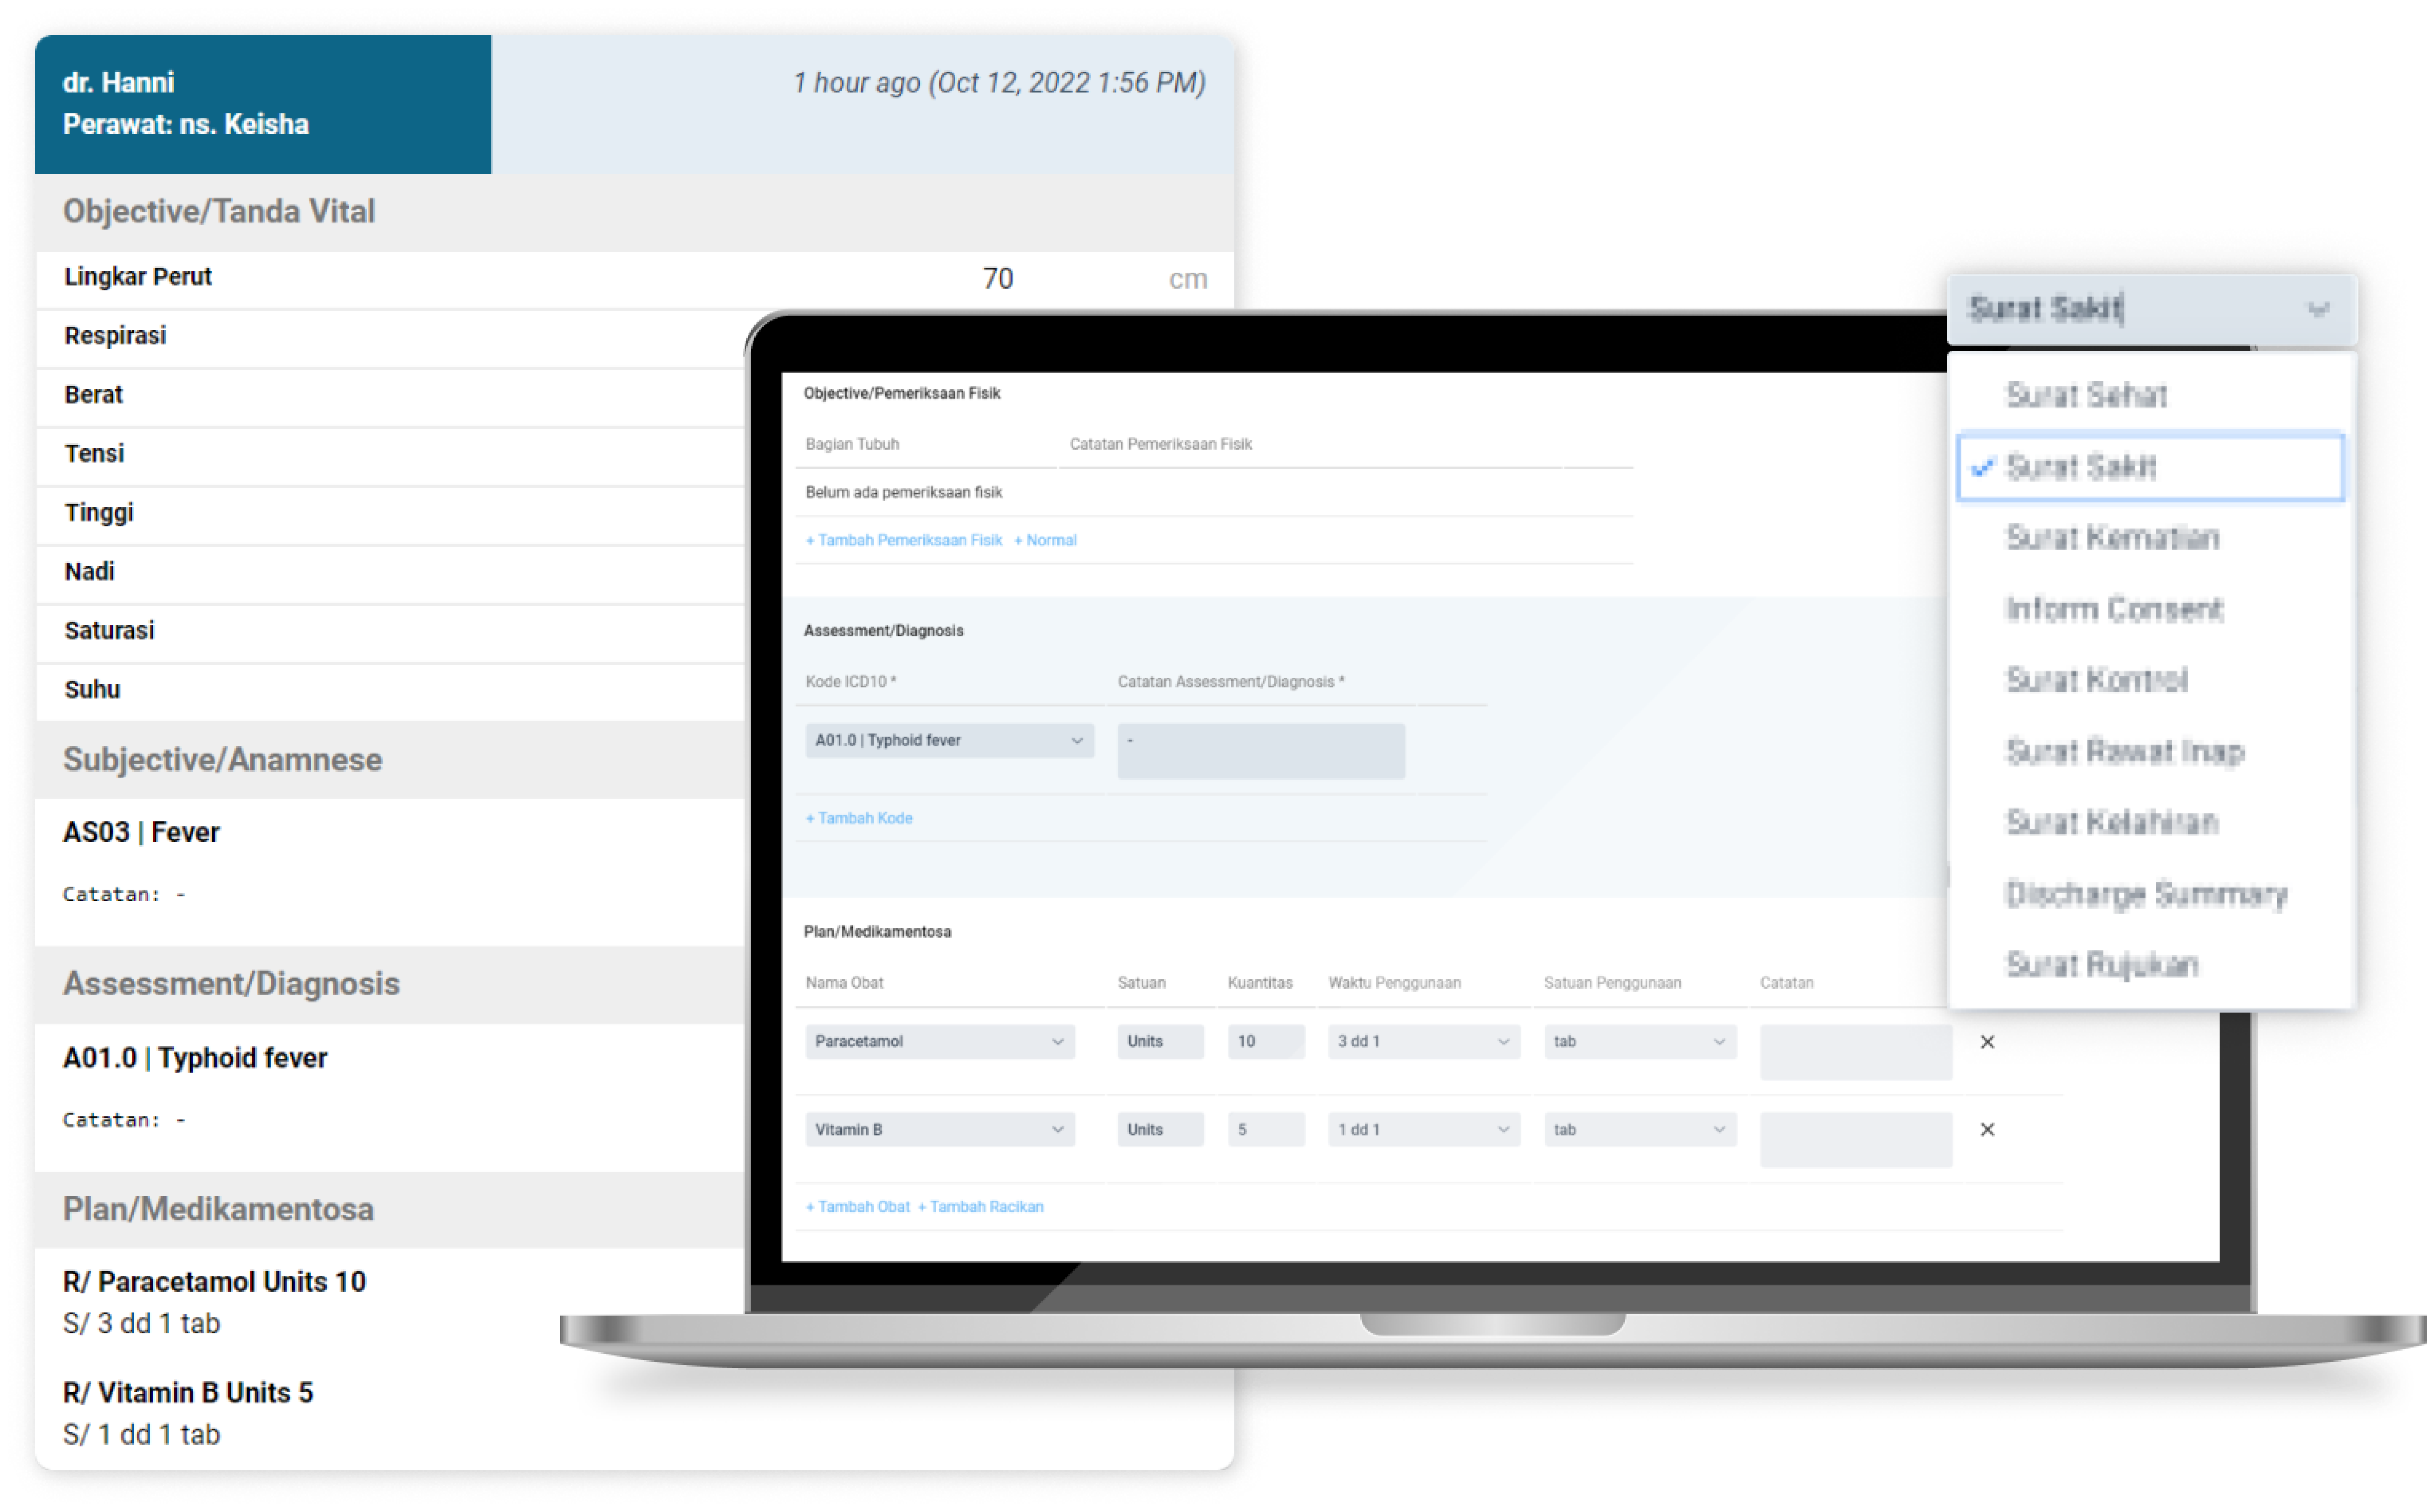 dr. Hanni
Perawat: ns. Keisha
1 hour ago (Oct 12, 2022 1:56 PM)
Objective/Tanda Vital
Lingkar Perut 70 cm
Respirasi
Berat
Tensi
Tinggi
Nadi
Saturasi
Suhu
Subjective/Anamnese
AS03 | Fever
Catatan: -
Assessment/Diagnosis
A01.0 | Typhoid fever
Catatan: -
Plan/Medikamentosa
R/ Paracetamol Units 10
S/ 3 dd 1 tab
R/ Vitamin B Units 5
S/ 1 dd 1 tab
Objective/Pemeriksaan Fisik
Bagian Tubuh Catatan Pemeriksaan Fisik
Belum ada pemeriksaan fisik
+ Tambah Pemeriksaan Fisik + Normal
Assessment/Diagnosis
Kode ICD10 * Catatan Assessment/Diagnosis *
A01.0 | Typhoid fever -
+ Tambah Kode
Plan/Medikamentosa
Nama Obat Satuan Kuantitas Waktu Penggunaan Satuan Penggunaan Catatan
Paracetamol Units 10 3 dd 1 tab
Vitamin B Units 5 1 dd 1 tab
+ Tambah Obat + Tambah Racikan
Surat Sakit
Surat Sehat
Surat Sakit
Surat Kematian
Inform Consent
Surat Kontrol
Surat Rawat Inap
Surat Kelahiran
Discharge Summary
Surat Rujukan